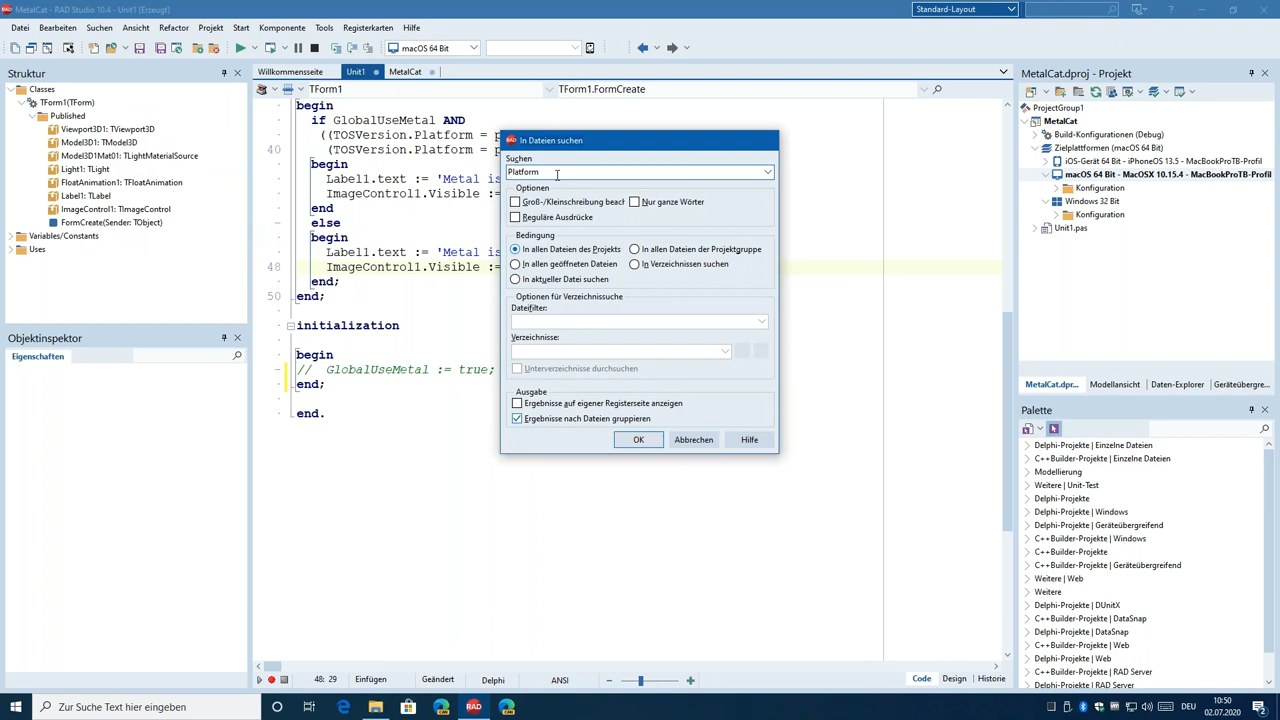 MetalCat - RAD Studio 10.4 - Unit1 [Erzeugt]
Standard-Layout
Datei Bearbeiten Suchen Ansicht Refactor Projekt Start Komponente Tools Registerkarten Hilfe
macOS 64 Bit
Struktur
Classes
TForm1(TForm)
Published
Viewport3D1: TViewport3D
Model3D1: TModel3D
Model3D1Mat01: TLightMaterialSource
Light1: TLight
FloatAnimation1: TFloatAnimation
Label1: TLabel
ImageControl1: TImageControl
FormCreate(Sender: TObject)
Variables/Constants
Uses
Objektinspektor
Eigenschaften
Willkommensseite Unit1 MetalCat
TForm1 TForm1.FormCreate
begin
if GlobalUseMetal AND
((TOSVersion.Platform = p
40 (TOSVersion.Platform = p
begin
Label1.text := 'Metal is
ImageControl1.Visible :=
end
else
begin
Label1.text := 'Metal is
48 ImageControl1.Visible :=
end;
50 end;
initialization
begin
// GlobalUseMetal := true;
end;
end.
In Dateien suchen
Suchen
Platform
Optionen
Groß-/Kleinschreibung beach Nur ganze Wörter
Reguläre Ausdrücke
Bedingung
In allen Dateien des Projekts In allen Dateien der Projektgruppe
In allen geöffneten Dateien In Verzeichnissen suchen
In aktueller Datei suchen
Optionen für Verzeichnissuche
Dateifilter:
Verzeichnisse:
Unterverzeichnisse durchsuchen
Ausgabe
Ergebnisse auf eigener Registerseite anzeigen
Ergebnisse nach Dateien gruppieren
OK Abbrechen Hilfe
48: 29 Einfügen Geändert Delphi ANSI
Code Design Historie
MetalCat.dproj - Projekt
ProjectGroup1
MetalCat
Build-Konfigurationen (Debug)
Zielplattformen (macOS 64 Bit)
iOS-Gerät 64 Bit - iPhoneOS 13.5 - MacBookProTB-Profil
macOS 64 Bit - MacOSX 10.15.4 - MacBookProTB-Profil
Konfiguration
Windows 32 Bit
Konfiguration
Unit1.pas
MetalCat.dpr... Modellansicht Daten-Explorer Geräteübergre...
Palette
Delphi-Projekte | Einzelne Dateien
C++Builder-Projekte | Einzelne Dateien
Modellierung
Weitere | Unit-Test
Delphi-Projekte
Delphi-Projekte | Windows
Delphi-Projekte | Geräteübergreifend
C++Builder-Projekte | Windows
C++Builder-Projekte
C++Builder-Projekte | Geräteübergreifend
Weitere | Web
Weitere
Delphi-Projekte | DUnitX
C++Builder-Projekte | DataSnap
Delphi-Projekte | DataSnap
C++Builder-Projekte | Web
Delphi-Projekte | Web
C++Builder-Projekte | RAD Server
Delphi-Projekte | RAD Server
Zur Suche Text hier eingeben
DEU
10:50
02.07.2020
2